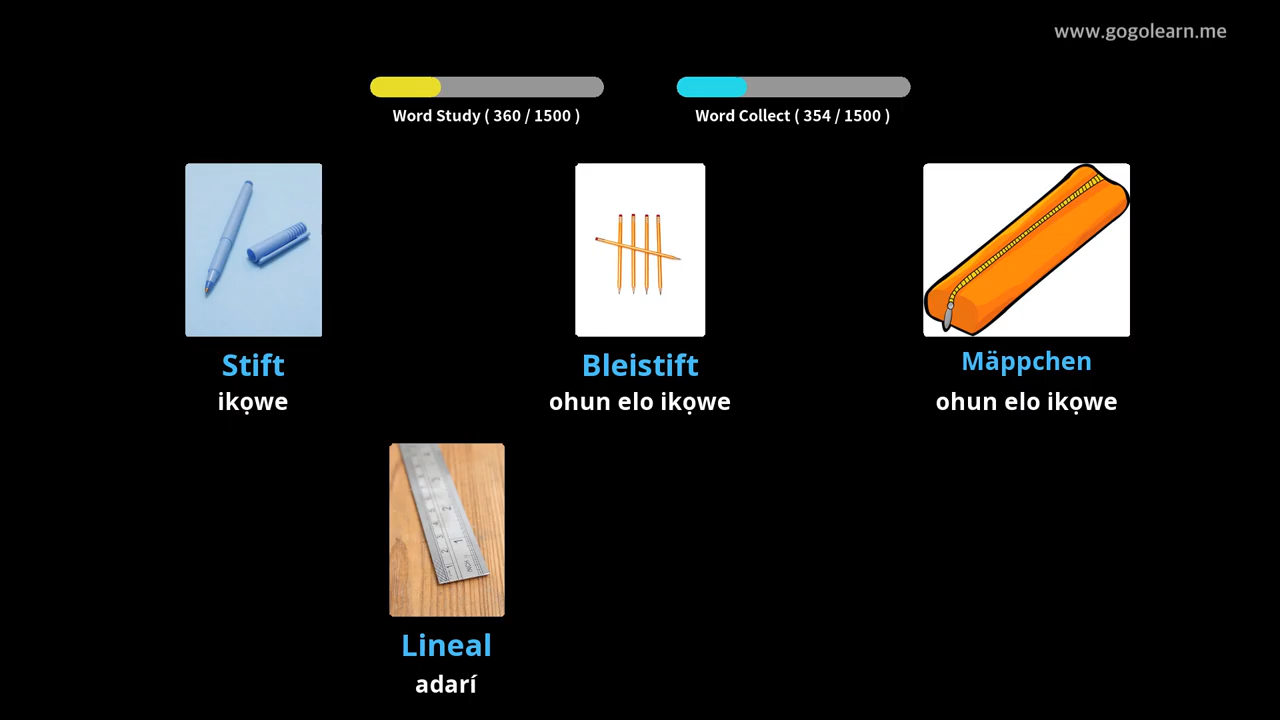 www.gogolearn.me
Word Study ( 360 / 1500 )
Word Collect ( 354 / 1500 )
Stift
ikọwe
Bleistift
ohun elo ikọwe
Mäppchen
ohun elo ikọwe
Lineal
adarí